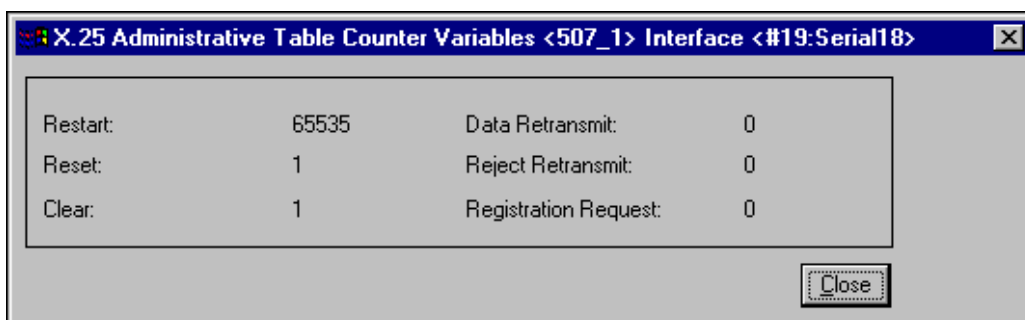 X.25 Administrative Table Counter Variables <507_1> Interface <#19:Serial18>
Restart: 65535 Data Retransmit: 0
Reset: 1 Reject Retransmit: 0
Clear: 1 Registration Request: 0
Close